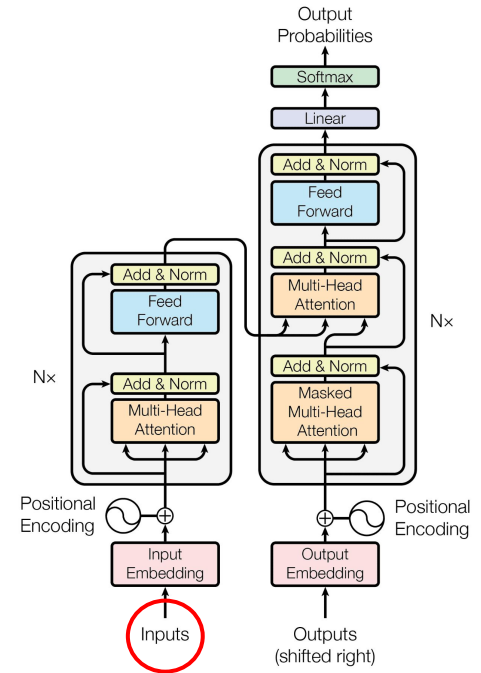 Output
Probabilities
Softmax
Linear
Add & Norm
Feed
Forward
Add & Norm
Multi-Head
Attention
Add & Norm
Masked
Multi-Head
Attention
N×
Add & Norm
Feed
Forward
N×
Add & Norm
Multi-Head
Attention
Positional
Encoding
Positional
Encoding
Input
Embedding
Output
Embedding
Inputs
Outputs
(shifted right)